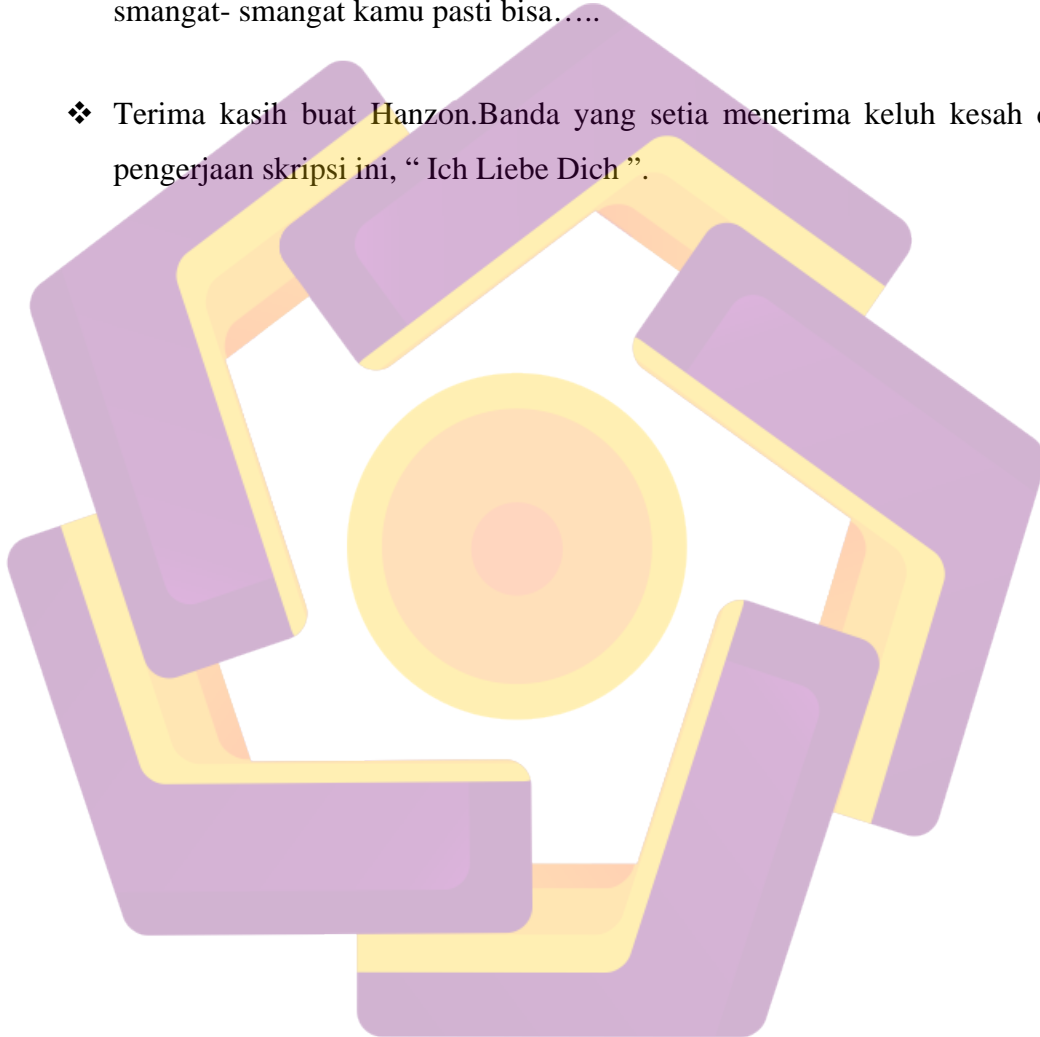 smangat- smangat kamu pasti bisa…..
❖ Terima kasih buat Hanzon.Banda yang setia menerima keluh kesah
pengerjaan skripsi ini, “ Ich Liebe Dich ”.